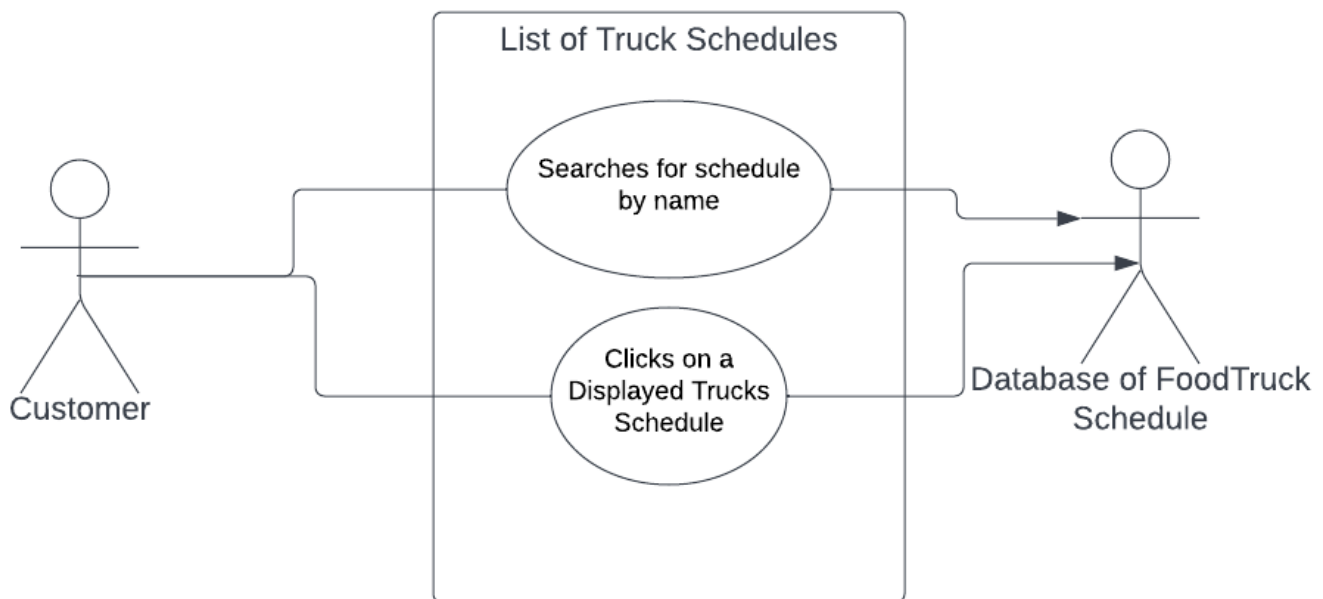 List of Truck Schedules
Searches for schedule
by name
Clicks on a
Displayed Trucks
Schedule
Customer
Database of FoodTruck
Schedule